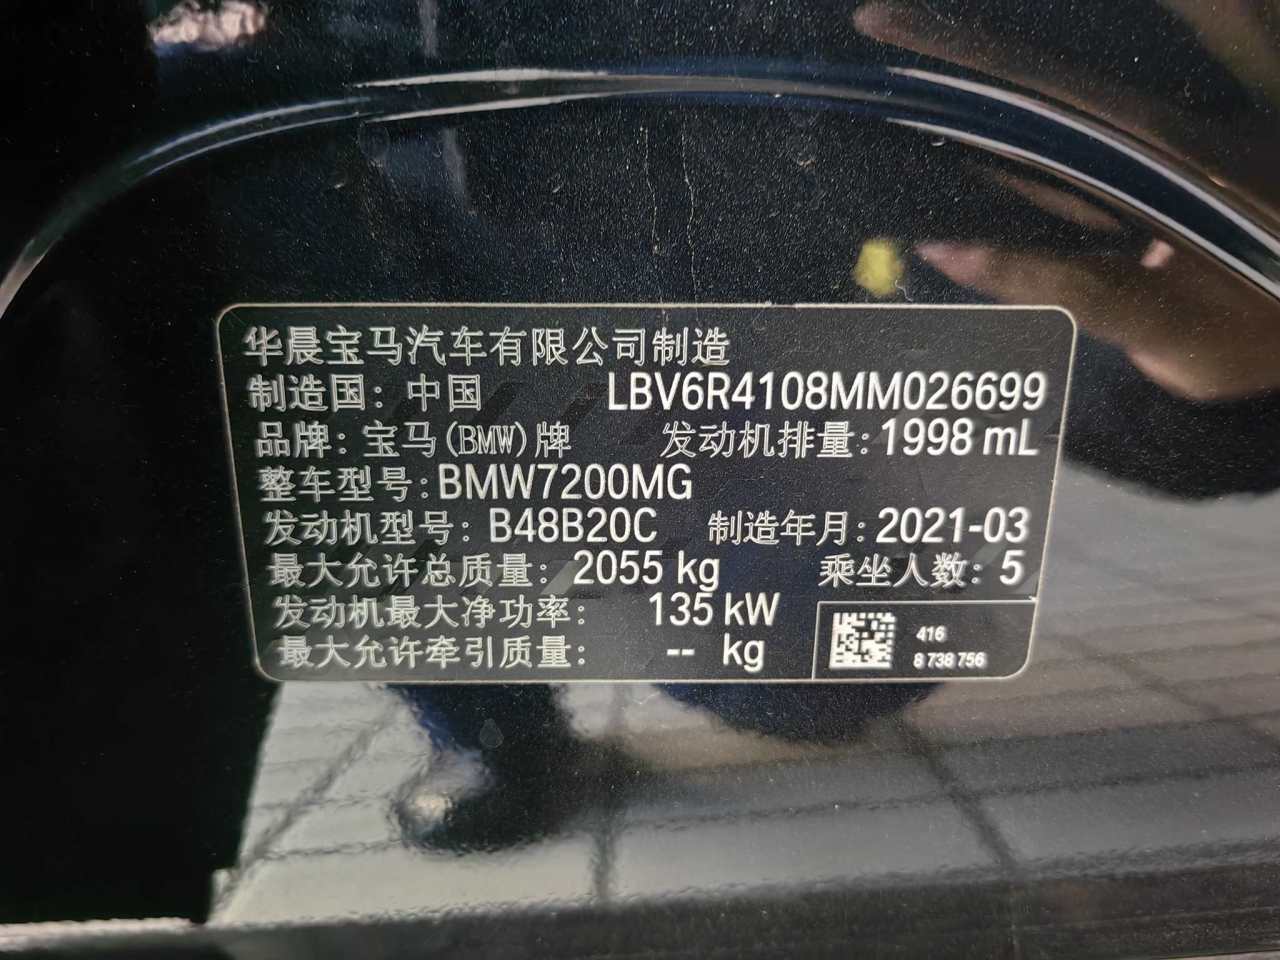 华晨宝马汽车有限公司制造
制造国: 中国 LBV6R4108MM026699
品牌: 宝马(BMW)牌 发动机排量: 1998 mL
整车型号: BMW7200MG
发动机型号: B48B20C 制造年月: 2021-03
最大允许总质量: 2055 kg 乘坐人数: 5
发动机最大净功率: 135 kW
最大允许牵引质量: -- kg
416
8 738 756